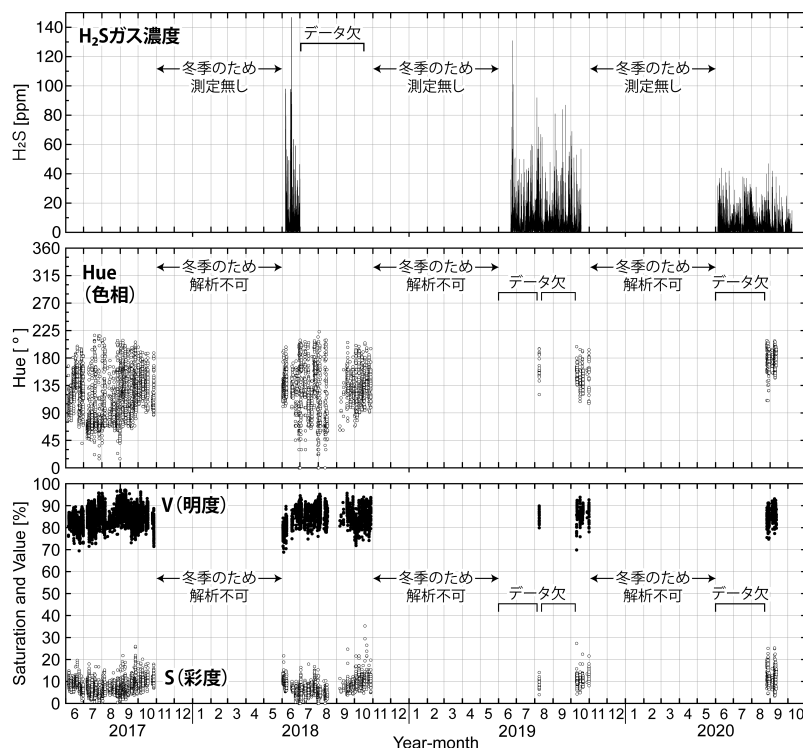 H₂Sガス濃度
データ欠
冬季のため
測定無し
冬季のため
測定無し
冬季のため
測定無し
H₂S [ppm]
140
120
100
80
60
40
20
0
Hue
（色相）
冬季のため
解析不可
冬季のため
解析不可
冬季のため
解析不可
データ欠
データ欠
Hue [ ° ]
360
315
270
225
180
135
90
45
0
V（明度）
冬季のため
解析不可
冬季のため
解析不可
冬季のため
解析不可
データ欠
データ欠
S（彩度）
Saturation and Value [%]
100
90
80
70
60
50
40
30
20
10
0
6 7 8 9 10 11 12 1 2 3 4 5 6 7 8 9 10 11 12 1 2 3 4 5 6 7 8 9 10 11 12 1 2 3 4 5 6 7 8 9 10
2017 2018 2019 2020
Year-month